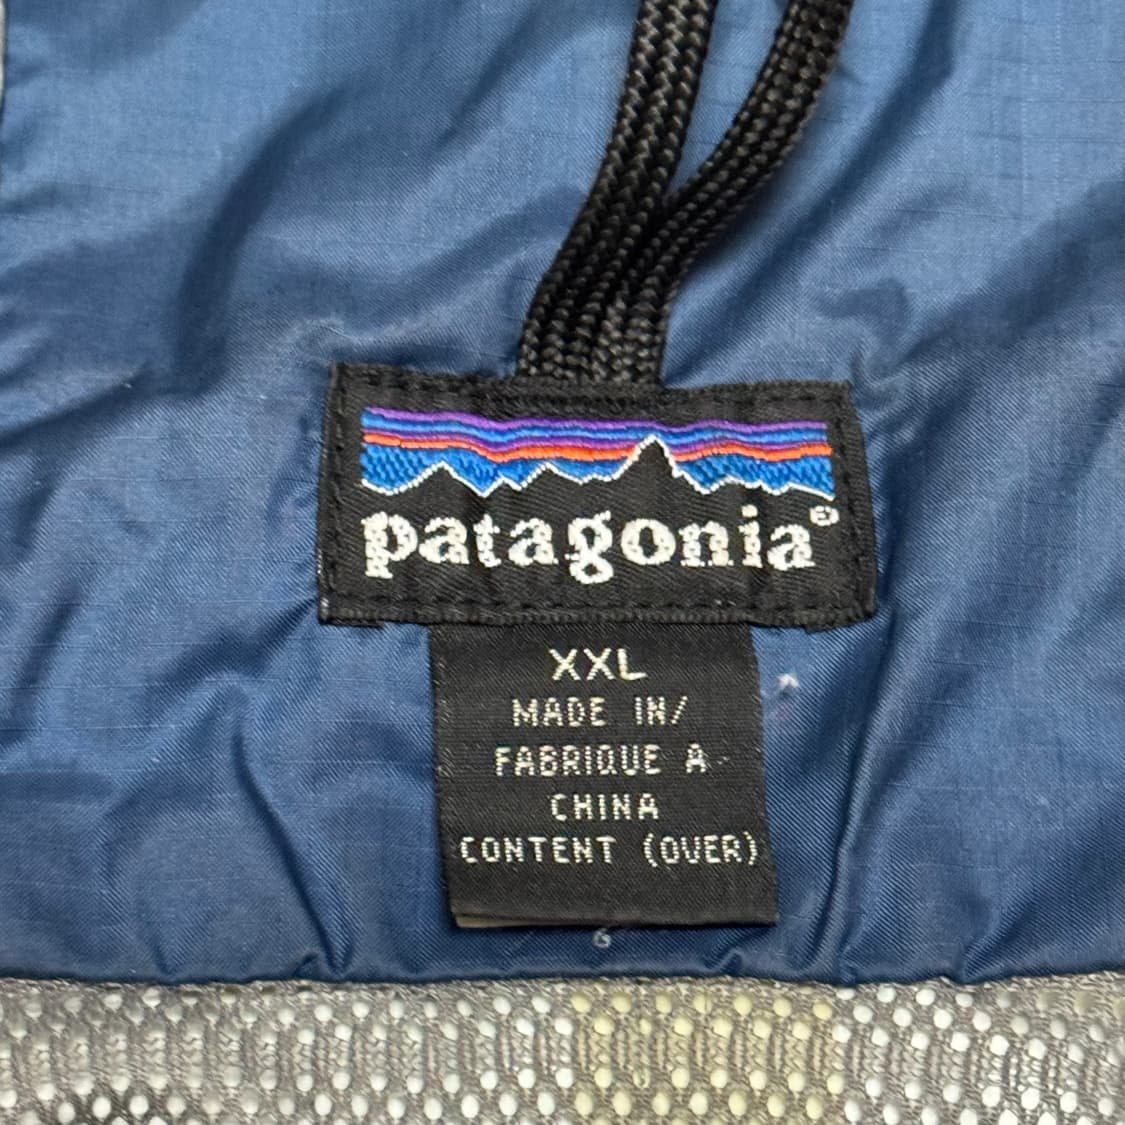 patagonia®
XXL
MADE IN/
FABRIQUE A
CHINA
CONTENT (OVER)